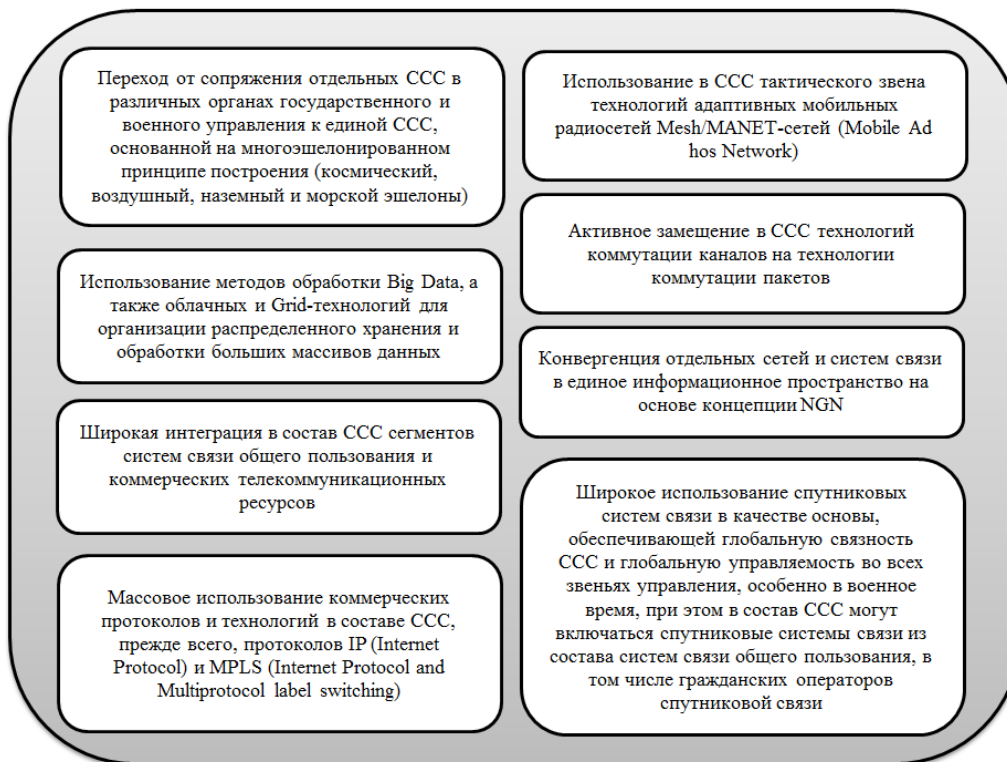 Переход от сопряжения отдельных ССС в
различных органах государственного и
военного управления к единой ССС,
основанной на многоэшелонированном
принципе построения (космический,
воздушный, наземный и морской эшелоны)
Использование методов обработки Big Data, а
также облачных и Grid-технологий для
организации распределенного хранения и
обработки больших массивов данных
Широкая интеграция в состав ССС сегментов
систем связи общего пользования и
коммерческих телекоммуникационных
ресурсов
Массовое использование коммерческих
протоколов и технологий в составе ССС,
прежде всего, протоколов IP (Internet
Protocol) и MPLS (Internet Protocol and
Multiprotocol label switching)
Использование в ССС тактического звена
технологий адаптивных мобильных
радиосетей Mesh/MANET-сетей (Mobile Ad
hos Network)
Активное замещение в ССС технологий
коммутации каналов на технологии
коммутации пакетов
Конвергенция отдельных сетей и систем связи
в единое информационное пространство на
основе концепции NGN
Широкое использование спутниковых
систем связи в качестве основы,
обеспечивающей глобальную связность
ССС и глобальную управляемость во всех
звеньях управления, особенно в военное
время, при этом в состав ССС могут
включаться спутниковые системы связи из
состава систем связи общего пользования, в
том числе гражданских операторов
спутниковой связи